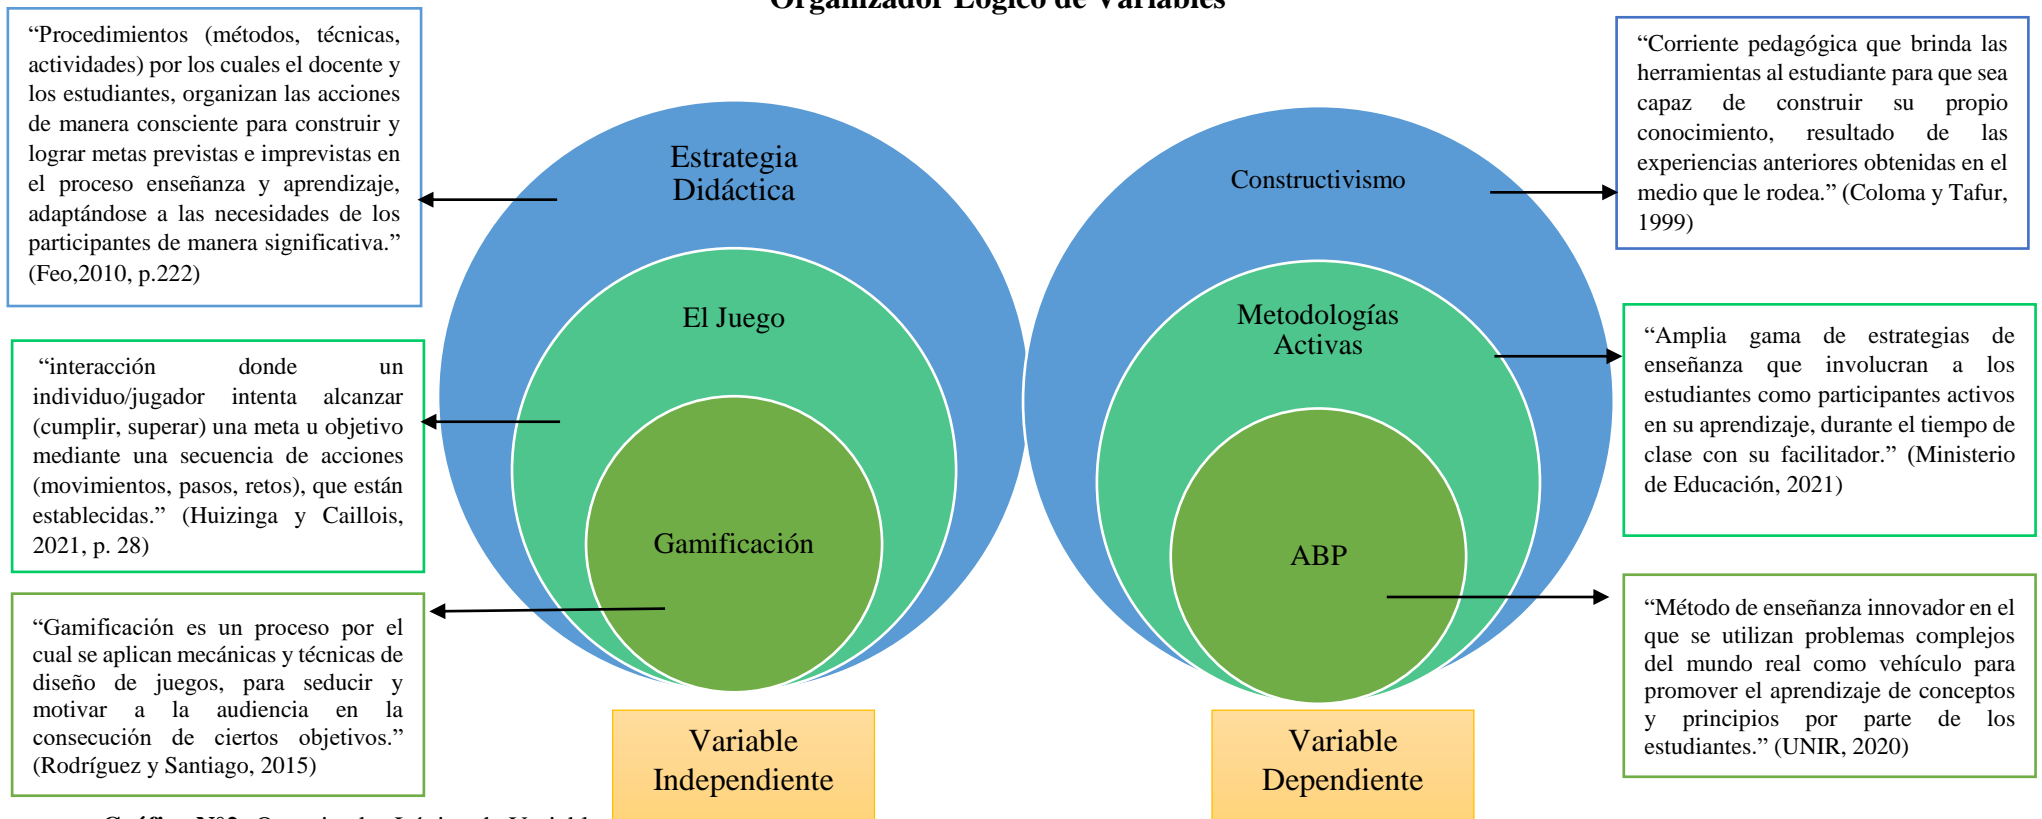 Organizador Lógico de Variables
“Procedimientos (métodos, técnicas,
actividades) por los cuales el docente y
los estudiantes, organizan las acciones
de manera consciente para construir y
lograr metas previstas e imprevistas en
el proceso enseñanza y aprendizaje,
adaptándose a las necesidades de los
participantes de manera significativa.”
(Feo,2010, p.222)
“interacción donde un
individuo/jugador intenta alcanzar
(cumplir, superar) una meta u objetivo
mediante una secuencia de acciones
(movimientos, pasos, retos), que están
establecidas.” (Huizinga y Caillois,
2021, p. 28)
“Gamificación es un proceso por el
cual se aplican mecánicas y técnicas de
diseño de juegos, para seducir y
motivar a la audiencia en la
consecución de ciertos objetivos.”
(Rodríguez y Santiago, 2015)
Estrategia
Didáctica
El Juego
Gamificación
Variable
Independiente
Constructivismo
Metodologías
Activas
ABP
Variable
Dependiente
“Corriente pedagógica que brinda las
herramientas al estudiante para que sea
capaz de construir su propio
conocimiento, resultado de las
experiencias anteriores obtenidas en el
medio que le rodea.” (Coloma y Tafur,
1999)
“Amplia gama de estrategias de
enseñanza que involucran a los
estudiantes como participantes activos
en su aprendizaje, durante el tiempo de
clase con su facilitador.” (Ministerio
de Educación, 2021)
“Método de enseñanza innovador en el
que se utilizan problemas complejos
del mundo real como vehículo para
promover el aprendizaje de conceptos
y principios por parte de los
estudiantes.” (UNIR, 2020)
Gráfico N°2: Organizador Lógico de Variables